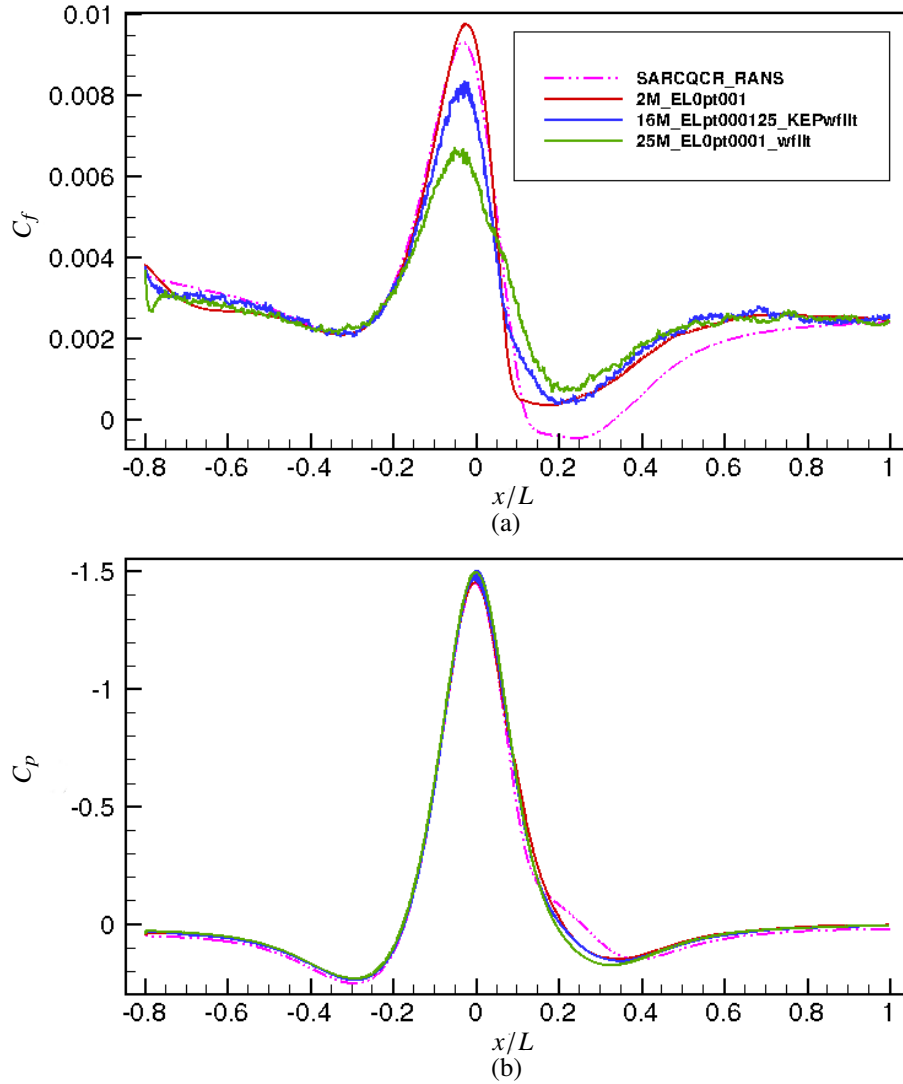 0.01
0.008
0.006
0.004
0.002
0
C_f
SARCQCR_RANS
2M_EL0pt001
16M_ELpt000125_KEPwfllt
25M_EL0pt0001_wfllt
-0.8 -0.6 -0.4 -0.2 0 0.2 0.4 0.6 0.8 1
x/L
(a)
-1.5
-1
-0.5
0
C_p
-0.8 -0.6 -0.4 -0.2 0 0.2 0.4 0.6 0.8 1
x/L
(b)